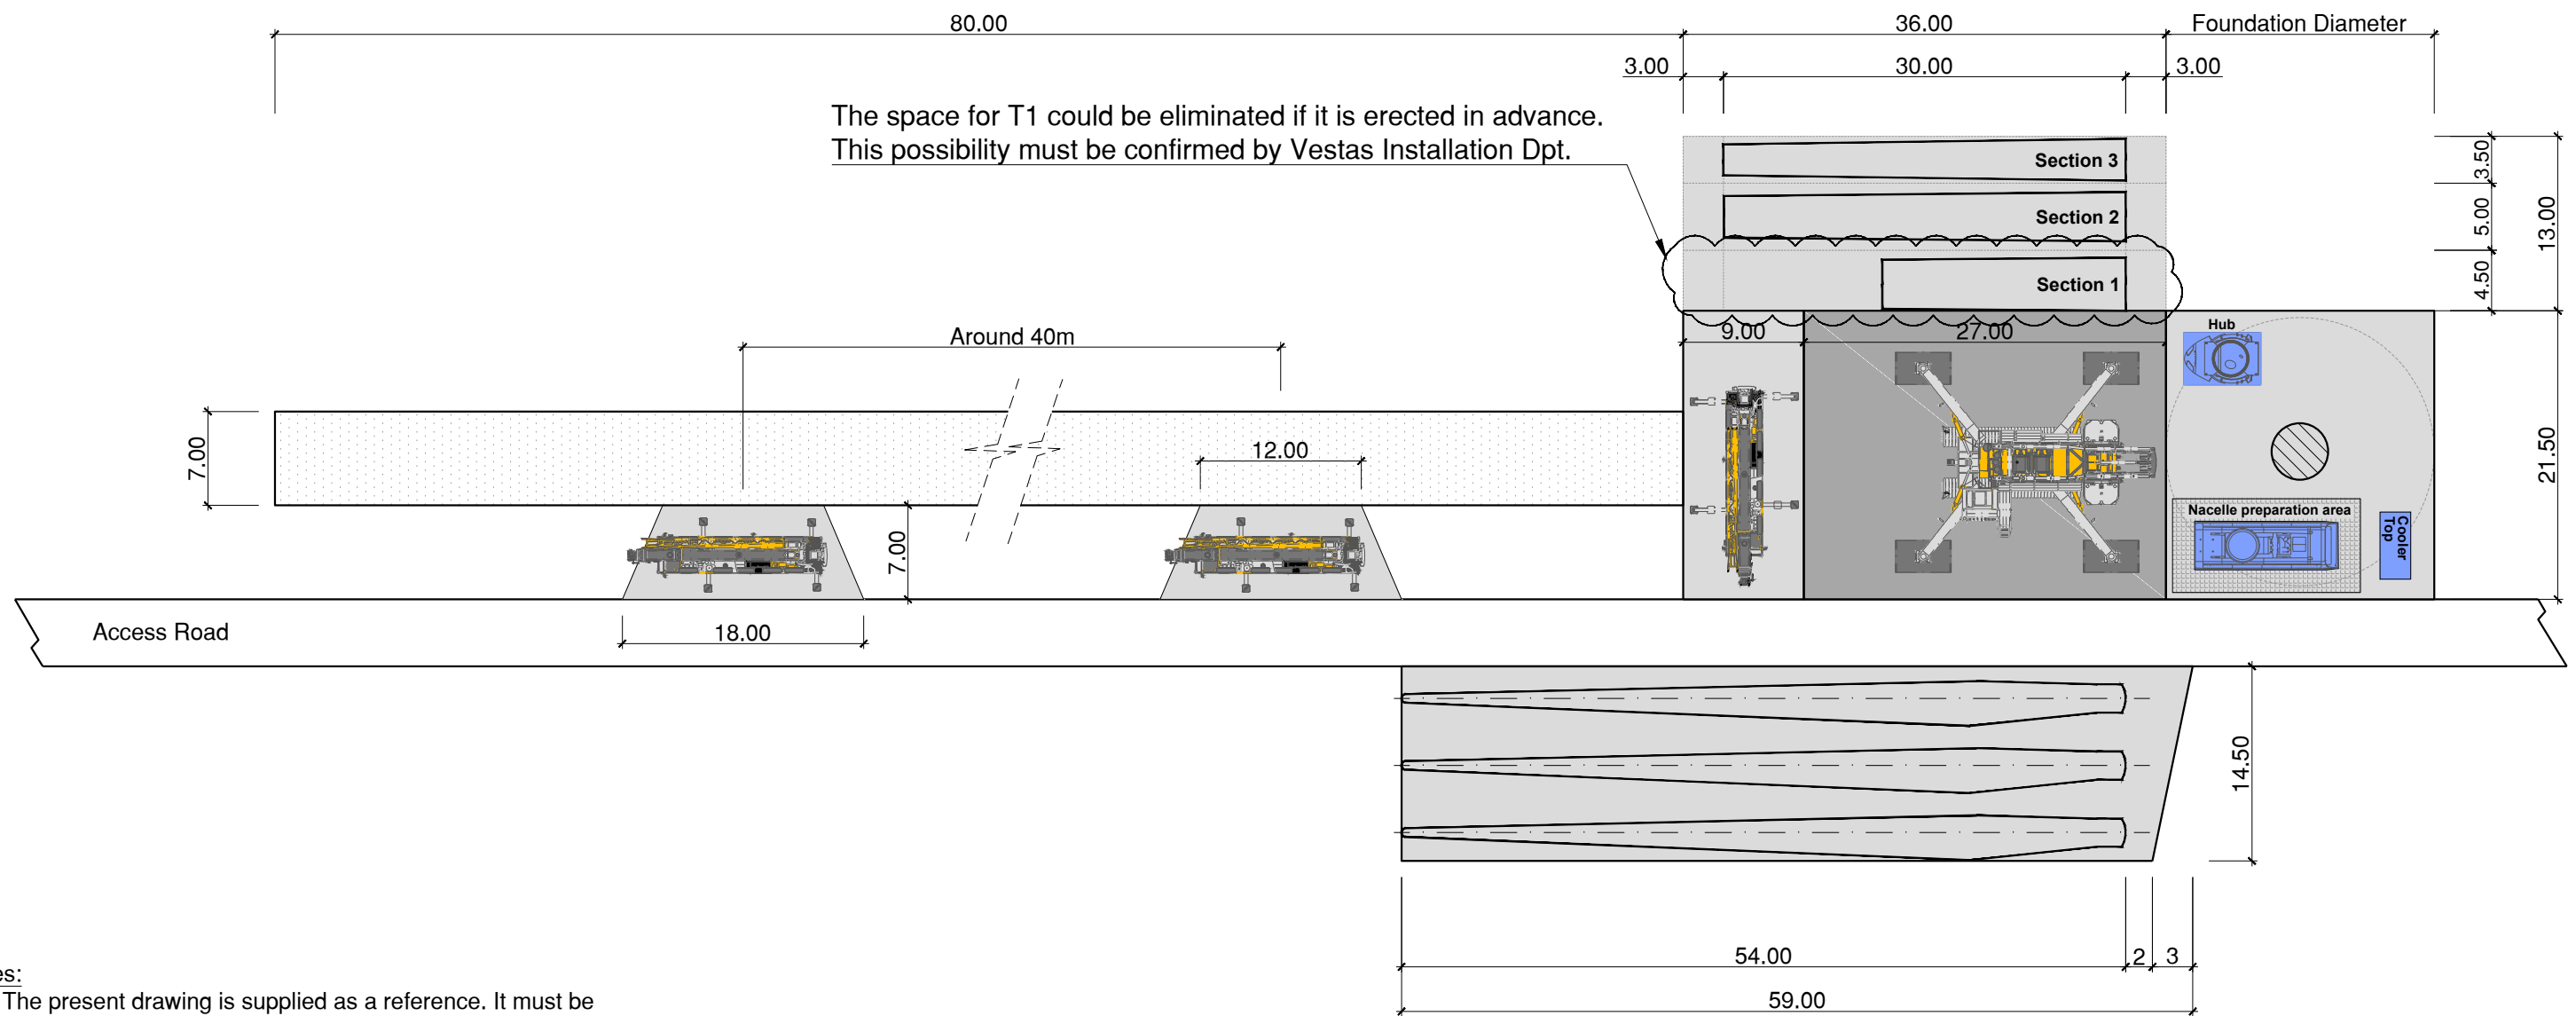 80.00
36.00
Foundation Diameter
3.00
30.00
3.00
The space for T1 could be eliminated if it is erected in advance.
This possibility must be confirmed by Vestas Installation Dpt.
Section 3
3.50
Section 2
5.00
13.00
Section 1
4.50
Around 40m
9.00
27.00
Hub
7.00
12.00
21.50
Nacelle preparation area
Cooler
Top
7.00
Access Road
18.00
14.50
54.00
2
3
59.00
es:
The present drawing is supplied as a reference. It must be